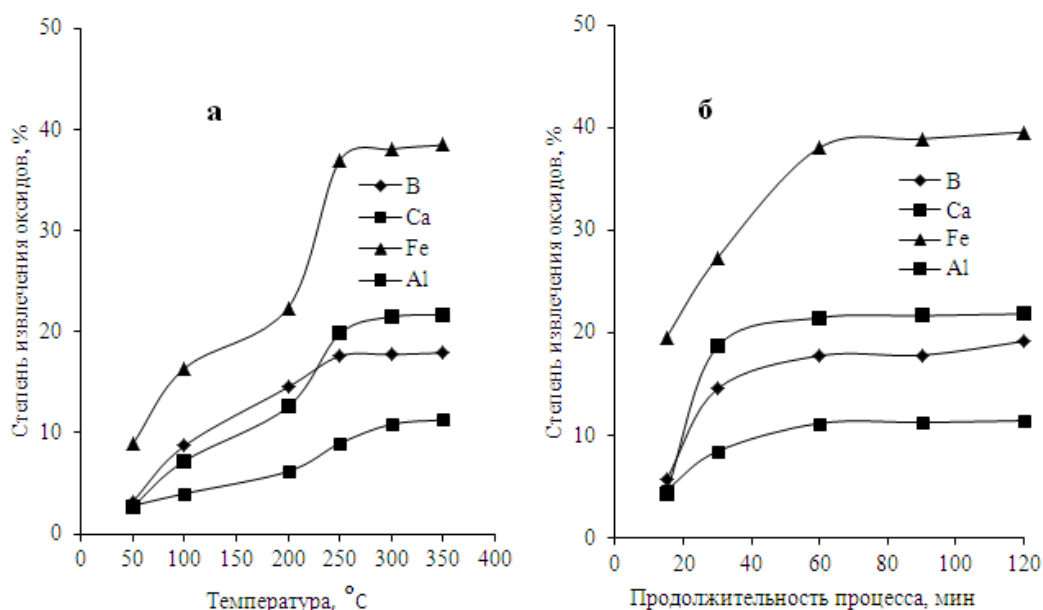 а
Степень извлечения оксидов, %
50
40
30
20
10
0
0 50 100 150 200 250 300 350 400
Температура, °С
B
Ca
Fe
Al
б
Степень извлечения оксидов, %
50
40
30
20
10
0
0 20 40 60 80 100 120
Продолжительность процесса, мин
B
Ca
Fe
Al